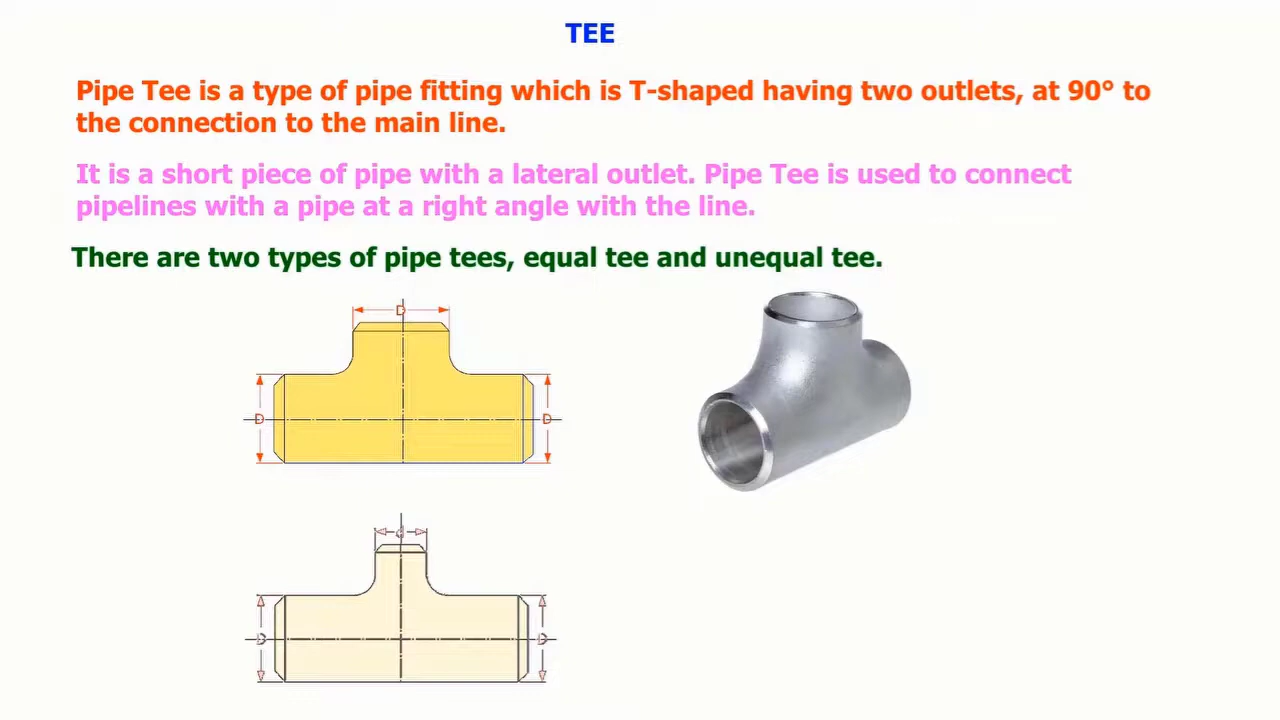 TEE
Pipe Tee is a type of pipe fitting which is T-shaped having two outlets, at 90° to
the connection to the main line.
It is a short piece of pipe with a lateral outlet. Pipe Tee is used to connect
pipelines with a pipe at a right angle with the line.
There are two types of pipe tees, equal tee and unequal tee.
D
D D
d
D D